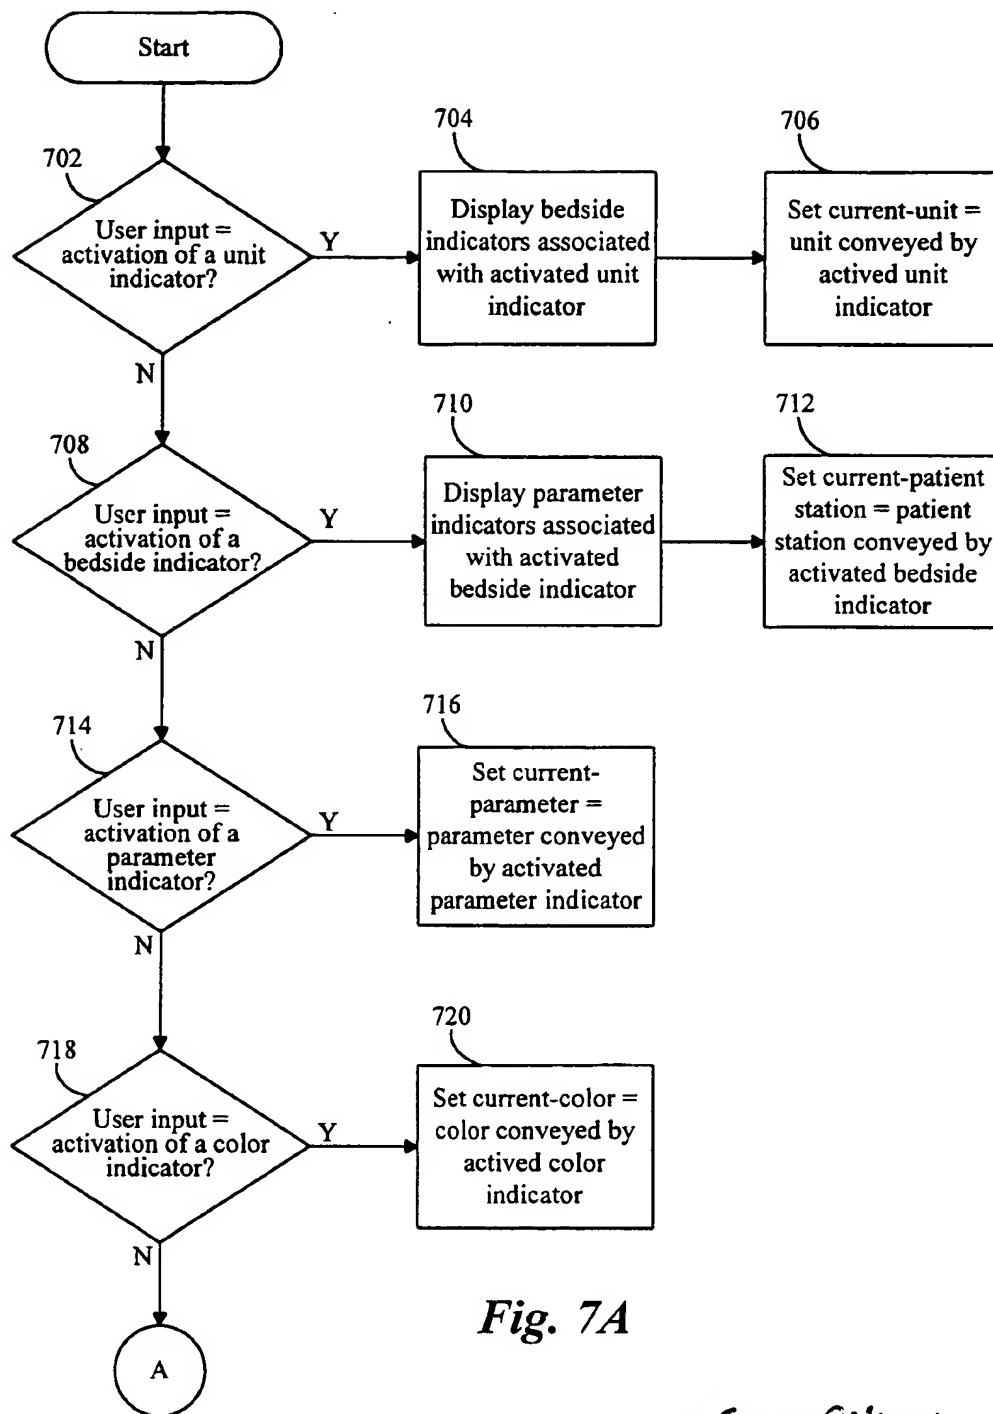 Start
702
User input =
activation of a unit
indicator?
Y
N
704
Display bedside
indicators associated
with activated unit
indicator
706
Set current-unit =
unit conveyed by
actived unit
indicator
708
User input =
activation of a
bedside indicator?
Y
N
710
Display parameter
indicators associated
with activated
bedside indicator
712
Set current-patient
station = patient
station conveyed by
activated bedside
indicator
714
User input =
activation of a
parameter
indicator?
Y
N
716
Set current-
parameter =
parameter conveyed
by activated
parameter indicator
718
User input =
activation of a color
indicator?
Y
N
720
Set current-color =
color conveyed by
actived color
indicator
A
Fig. 7A